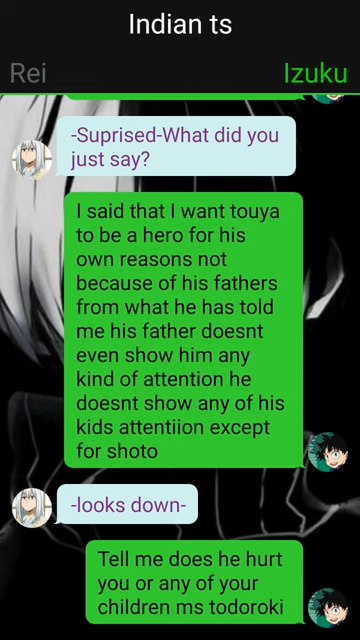 Indian ts
Rei Izuku
-Suprised-What did you
just say?
I said that I want touya
to be a hero for his
own reasons not
because of his fathers
from what he has told
me his father doesnt
even show him any
kind of attention he
doesnt show any of his
kids attentiion except
for shoto
-looks down-
Tell me does he hurt
you or any of your
children ms todoroki